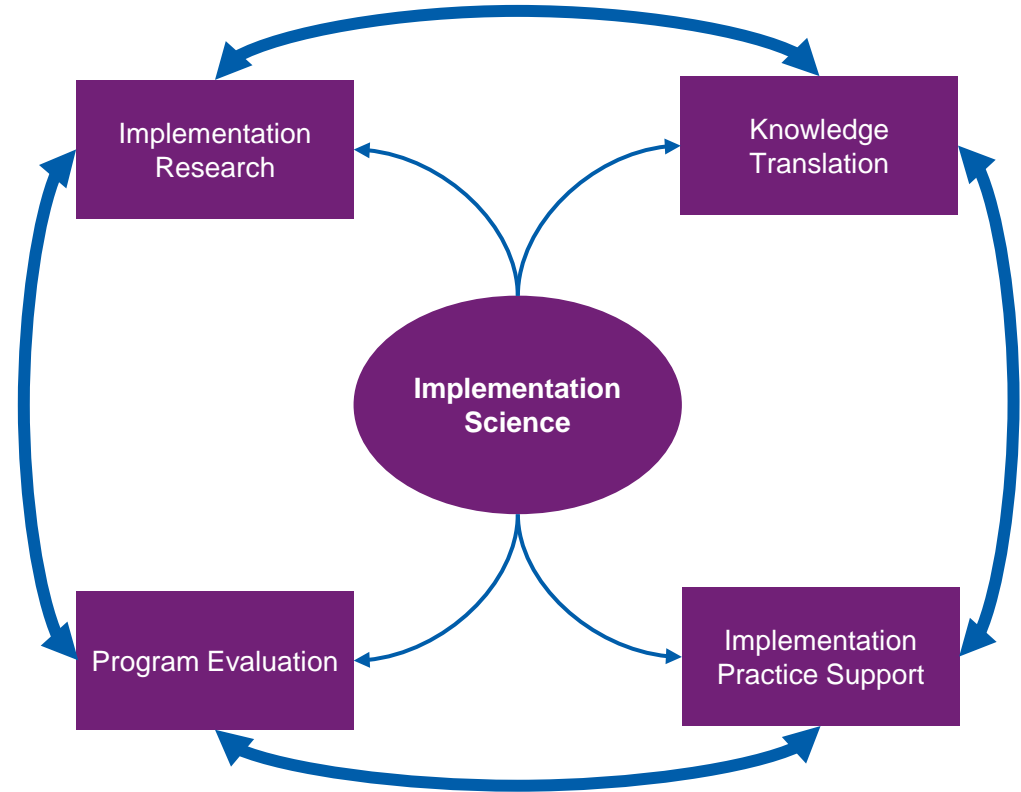 Implementation
Research
Knowledge
Translation
Implementation
Science
Program Evaluation
Implementation
Practice Support